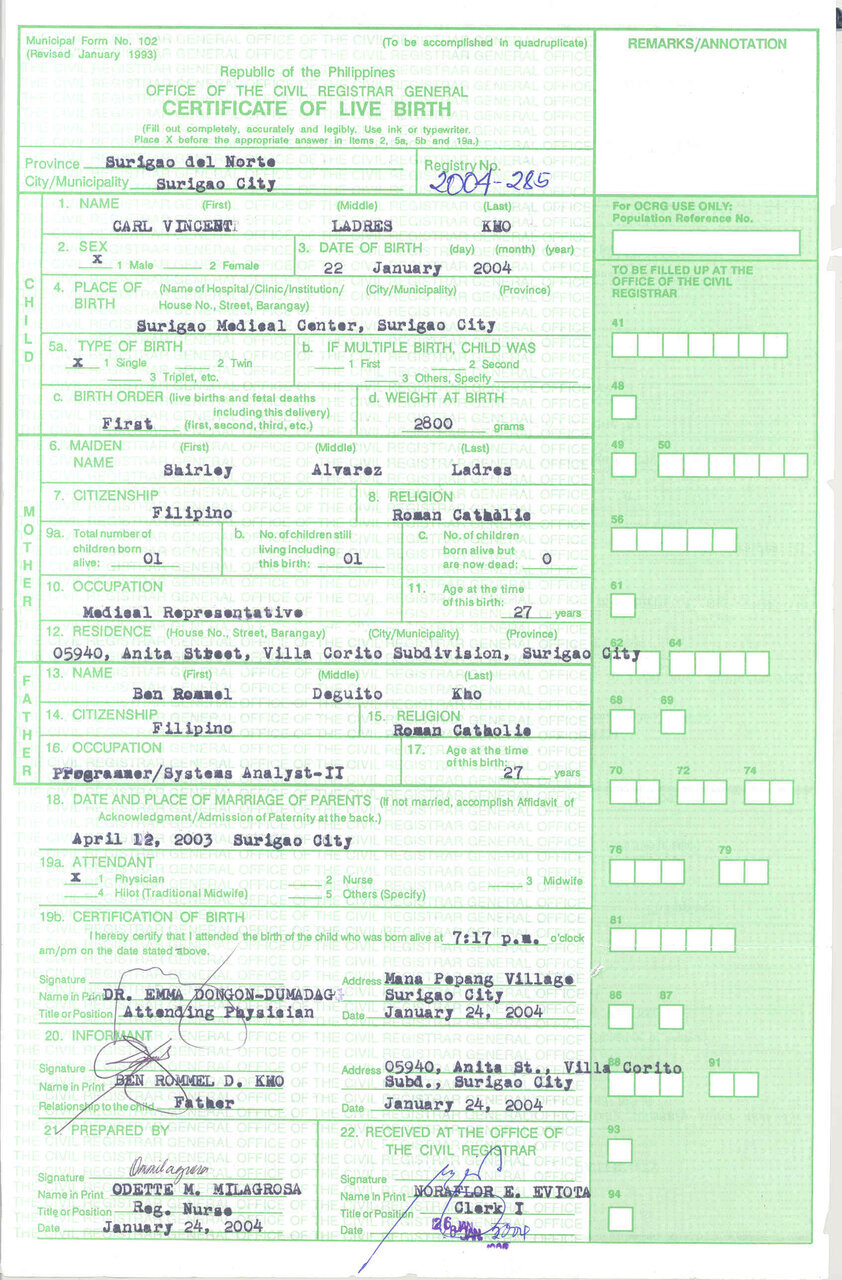 Municipal Form No. 102
(Revised January 1993)
(To be accomplished in quadruplicate)
Republic of the Philippines
OFFICE OF THE CIVIL REGISTRAR GENERAL
CERTIFICATE OF LIVE BIRTH
(Fill out completely, accurately and legibly. Use ink or typewriter.
Place X before the appropriate answer in Items 2, 5a, 5b and 19a.)
REMARKS/ANNOTATION
Province Surigao del Norte
City/Municipality Surigao City
Registry No.
2004-285
For OCRG USE ONLY:
Population Reference No.
TO BE FILLED UP AT THE
OFFICE OF THE CIVIL
REGISTRAR
CHILD
1. NAME (First) (Middle) (Last)
CARL VINCENT LADRES KHO
2. SEX
X 1 Male 2 Female
3. DATE OF BIRTH (day) (month) (year)
22 January 2004
4. PLACE OF BIRTH (Name of Hospital/Clinic/Institution/ (City/Municipality) (Province)
House No., Street, Barangay)
Surigao Medical Center, Surigao City
5a. TYPE OF BIRTH
X 1 Single 2 Twin
3 Triplet, etc.
b. IF MULTIPLE BIRTH, CHILD WAS
1 First 2 Second
3 Others, Specify
c. BIRTH ORDER (live births and fetal deaths
including this delivery)
First (first, second, third, etc.)
d. WEIGHT AT BIRTH
2800 grams
MOTHER
6. MAIDEN NAME (First) (Middle) (Last)
Shirley Alvarez Ladres
7. CITIZENSHIP
Filipino
8. RELIGION
Roman Catholic
9a. Total number of
children born
alive: 01
b. No. of children still
living including
this birth: 01
c. No. of children
born alive but
are now dead: 0
10. OCCUPATION
Medical Representative
11. Age at the time
of this birth: 27 years
12. RESIDENCE (House No., Street, Barangay) (City/Municipality) (Province)
05940, Anita Street, Villa Corito Subdivision, Surigao City
FATHER
13. NAME (First) (Middle) (Last)
Ben Rommel Deguito Kho
14. CITIZENSHIP
Filipino
15. RELIGION
Roman Catholic
16. OCCUPATION
Programmer/Systems Analyst-II
17. Age at the time
of this birth: 27 years
18. DATE AND PLACE OF MARRIAGE OF PARENTS (If not married, accomplish Affidavit of
Acknowledgment/Admission of Paternity at the back.)
April 12, 2003 Surigao City
19a. ATTENDANT
X 1 Physician 2 Nurse 3 Midwife
4 Hilot (Traditional Midwife) 5 Others (Specify)
19b. CERTIFICATION OF BIRTH
I hereby certify that I attended the birth of the child who was born alive at 7:17 p.m. o'clock
am/pm on the date stated above.
Signature
Name in Print DR. EMMA DONGON-DUMADAG
Title or Position Attending Physician
Address Mana Pepang Village
Surigao City
Date January 24, 2004
20. INFORMANT
Signature
Name in Print BEN ROMMEL D. KHO
Relationship to the child Father
Address 05940, Anita St., Villa Corito
Subd., Surigao City
Date January 24, 2004
21. PREPARED BY
Signature
Name in Print ODETTE M. MILAGROSA
Title or Position Reg. Nurse
Date January 24, 2004
22. RECEIVED AT THE OFFICE OF
THE CIVIL REGISTRAR
Signature
Name in Print NORAFLOR E. EVIOTA
Title or Position Clerk I
Date 26 JAN 2004
41
48
49 50
56
61
62 64
68 69
70 72 74
76 79
81
86 87
88 91
93
94